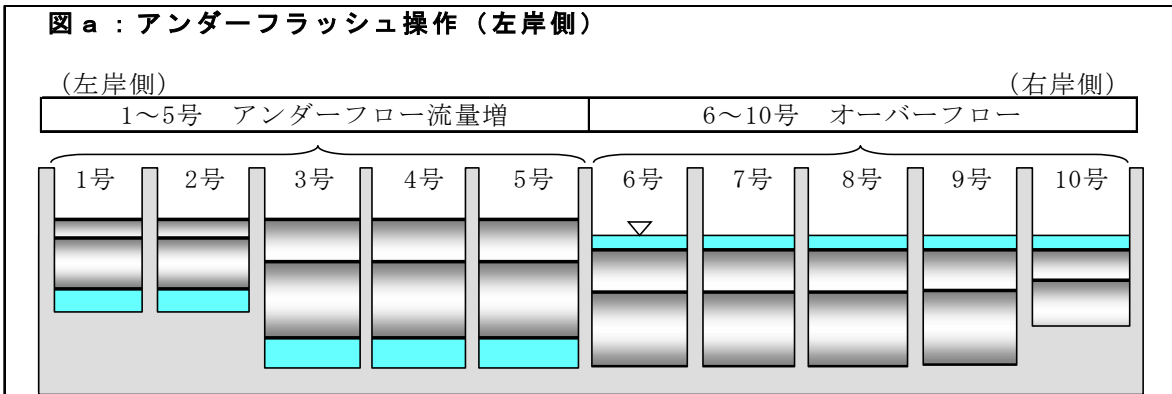 図a:アンダーフラッシュ操作(左岸側)
(左岸側) (右岸側)
1~5号 アンダーフロー流量増 6~10号 オーバーフロー
1号 2号 3号 4号 5号 6号 7号 8号 9号 10号